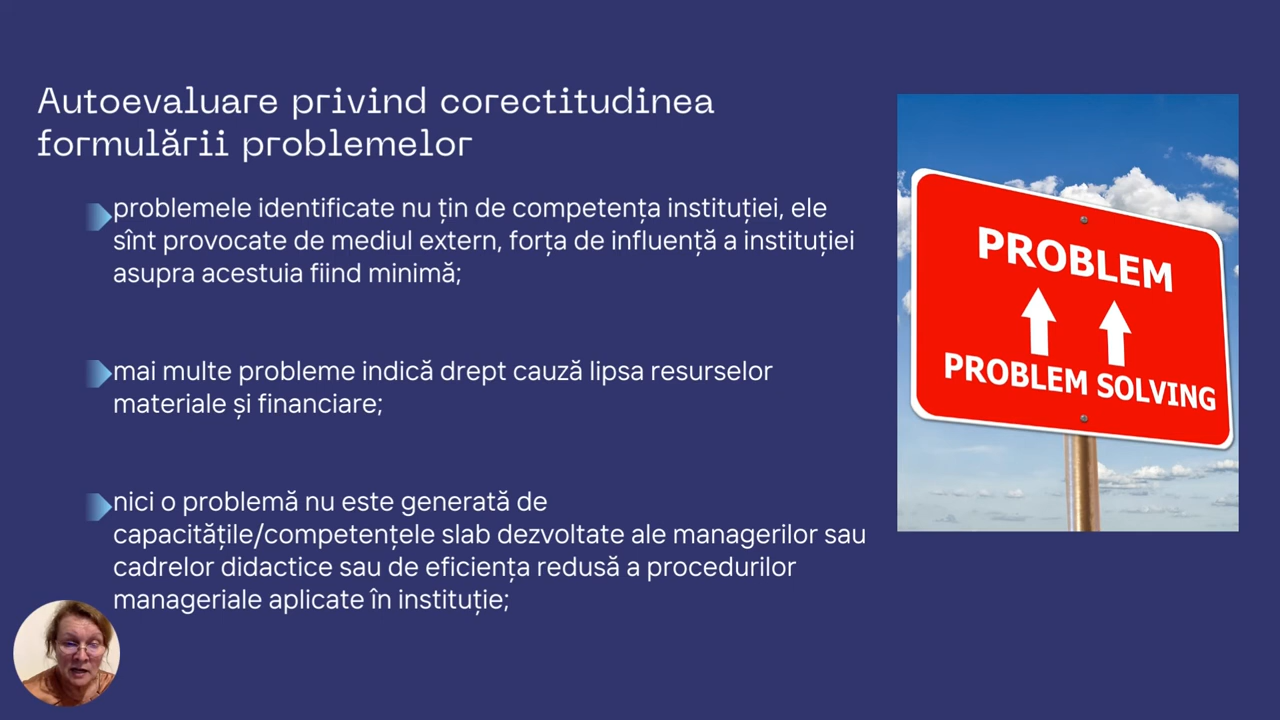 Autoevaluare privind corectitudinea
formulării problemelor
problemele identificate nu țin de competența instituției, ele
sînt provocate de mediul extern, forța de influență a instituției
asupra acestuia fiind minimă;
mai multe probleme indică drept cauză lipsa resurselor
materiale și financiare;
nici o problemă nu este generată de
capacitățile/competențele slab dezvoltate ale managerilor sau
cadrelor didactice sau de eficiența redusă a procedurilor
manageriale aplicate în instituție;
PROBLEM
PROBLEM SOLVING